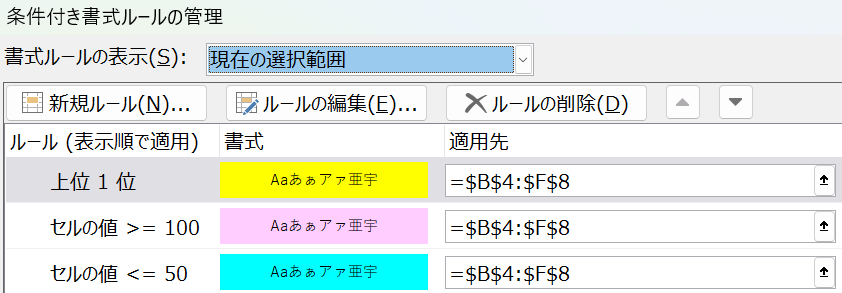 条件付き書式ルールの管理
書式ルールの表示(S): 現在の選択範囲
新規ルール(N)... ルールの編集(E)... ルールの削除(D)
ルール (表示順で適用) 書式 適用先
上位 1 位 Aaあぁアァ亜宇 =$B$4:$F$8
セルの値 >= 100 Aaあぁアァ亜宇 =$B$4:$F$8
セルの値 <= 50 Aaあぁアァ亜宇 =$B$4:$F$8